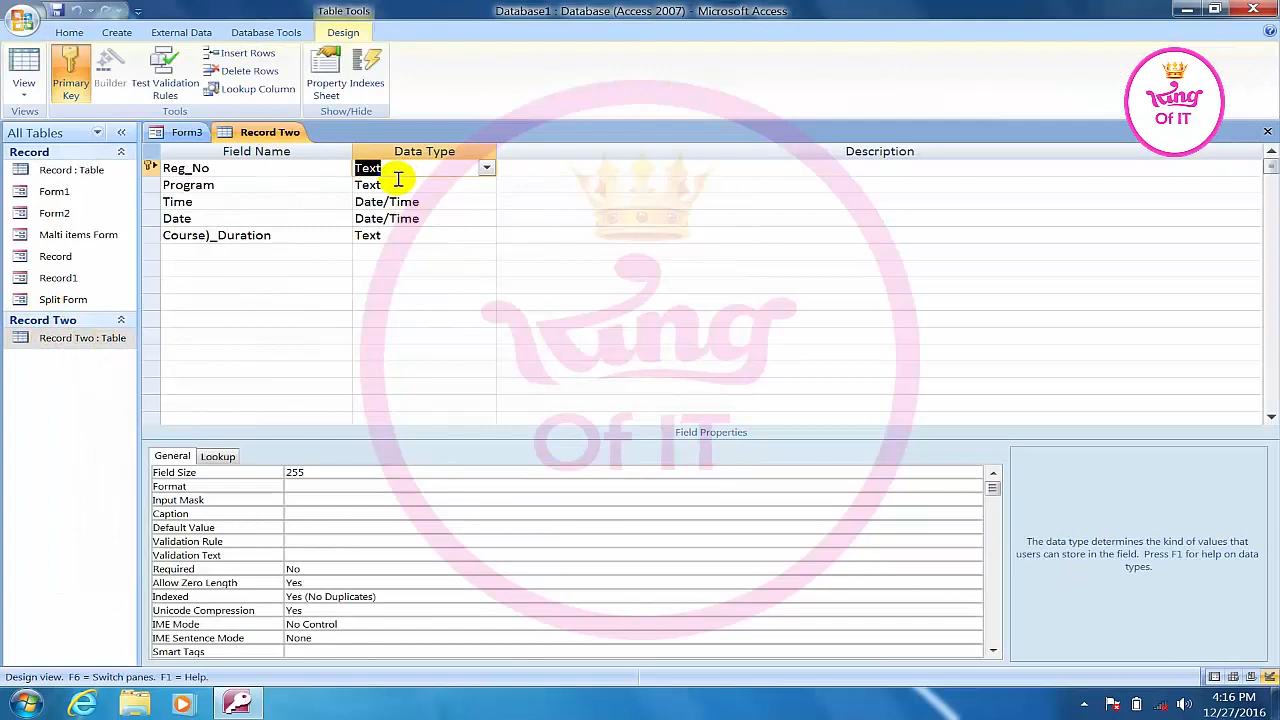 Table Tools
Database1 : Database (Access 2007) - Microsoft Access
Home
Create
External Data
Database Tools
Design
View
Primary Key
Builder
Test Validation Rules
Insert Rows
Delete Rows
Lookup Column
Property Sheet
Indexes
Views
Tools
Show/Hide
King
Of IT
All Tables
Form3
Record Two
Record
Record : Table
Form1
Form2
Malti items Form
Record
Record1
Split Form
Record Two
Record Two : Table
Field Name Data Type Description
Reg_No Text
Program Text
Time Date/Time
Date Date/Time
Course)_Duration Text
King
Of IT
Field Properties
General Lookup
Field Size 255
Format
Input Mask
Caption
Default Value
Validation Rule
Validation Text
Required No
Allow Zero Length Yes
Indexed Yes (No Duplicates)
Unicode Compression Yes
IME Mode No Control
IME Sentence Mode None
Smart Tags
The data type determines the kind of values that
users can store in the field. Press F1 for help on data
types.
Design view. F6 = Switch panes. F1 = Help.
4:16 PM
12/27/2016